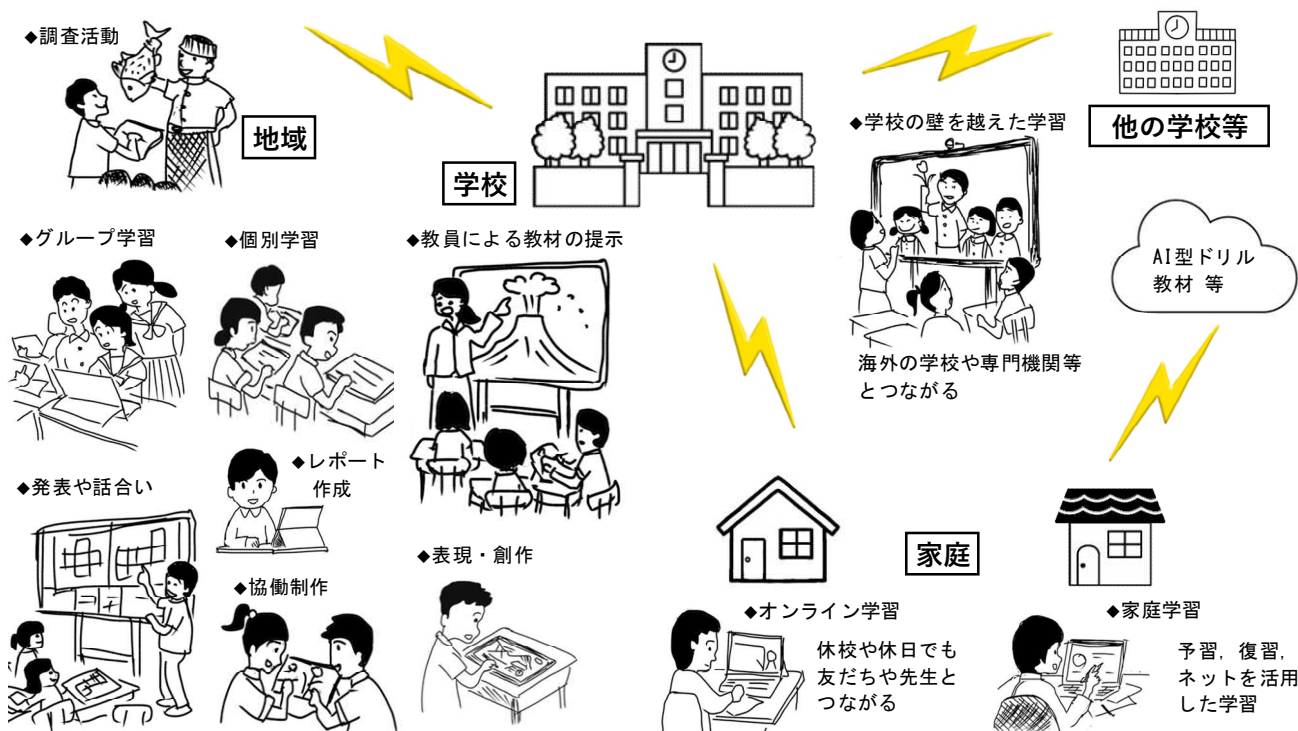 ◆調査活動
地域
学校
◆学校の壁を越えた学習
他の学校等
海外の学校や専門機関等
とつながる
AI型ドリル
教材 等
◆グループ学習
◆個別学習
◆教員による教材の提示
◆発表や話合い
◆レポート
作成
◆協働制作
◆表現・創作
家庭
◆オンライン学習
休校や休日でも
友だちや先生と
つながる
◆家庭学習
予習，復習，
ネットを活用
した学習